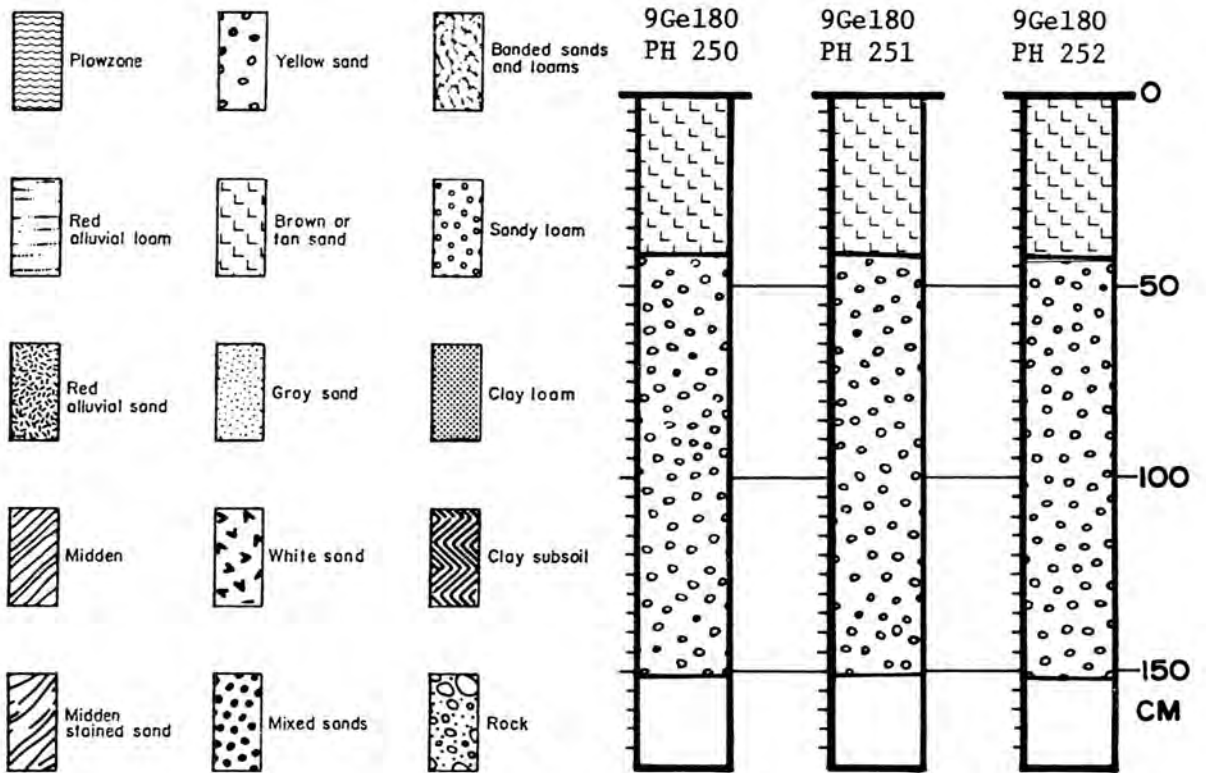 Plowzone
Yellow sand
Banded sands
and loams
Red
alluvial loam
Brown or
tan sand
Sandy loam
Red
alluvial sand
Gray sand
Clay loam
Midden
White sand
Clay subsoil
Midden
stained sand
Mixed sands
Rock
9Ge180
PH 250
9Ge180
PH 251
9Ge180
PH 252
0
50
100
150
CM